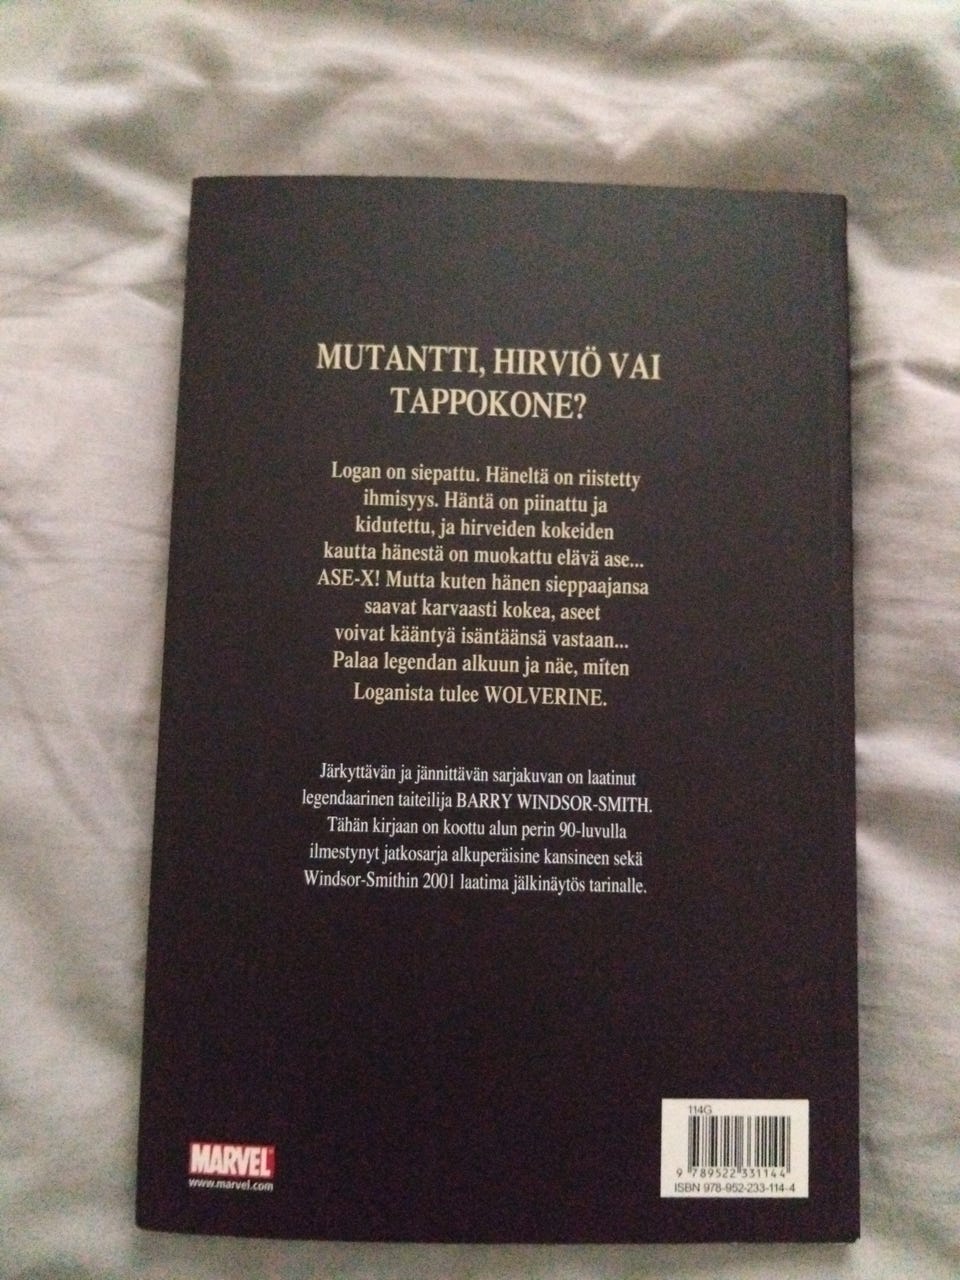 MUTANTTI, HIRVIÖ VAI
TAPPOKONE?
Logan on siepattu. Häneltä on riistetty
ihmisyys. Häntä on piinattu ja
kidutettu, ja hirveiden kokeiden
kautta hänestä on muokattu elävä ase...
ASE-X! Mutta kuten hänen sieppaajansa
saavat karvaasti kokea, aseet
voivat kääntyä isäntäänsä vastaan...
Palaa legendan alkuun ja näe, miten
Loganista tulee WOLVERINE.
Järkyttävän ja jännittävän sarjakuvan on laatinut
legendaarinen taiteilija BARRY WINDSOR-SMITH.
Tähän kirjaan on koottu alun perin 90-luvulla
ilmestynyt jatkosarja alkuperäisine kansineen sekä
Windsor-Smithin 2001 laatima jälkinäytös tarinalle.
114G
9 789522 331144
ISBN 978-952-233-114-4
MARVEL
www.marvel.com